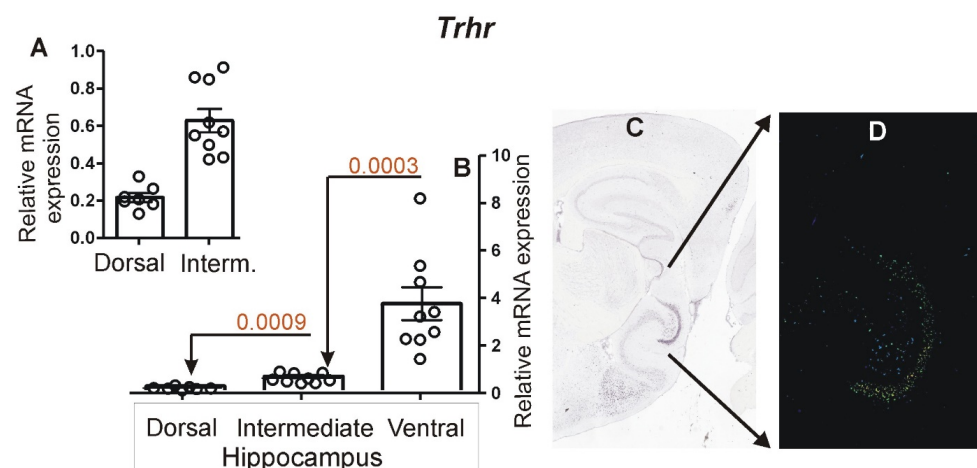 Trhr
A
Relative mRNA
expression
1.0
0.8
0.6
0.4
0.2
0.0
Dorsal Interm.
B
0.0003
0.0009
10
8
6
4
2
0
Relative mRNA expression
Dorsal Intermediate Ventral
Hippocampus
C
D